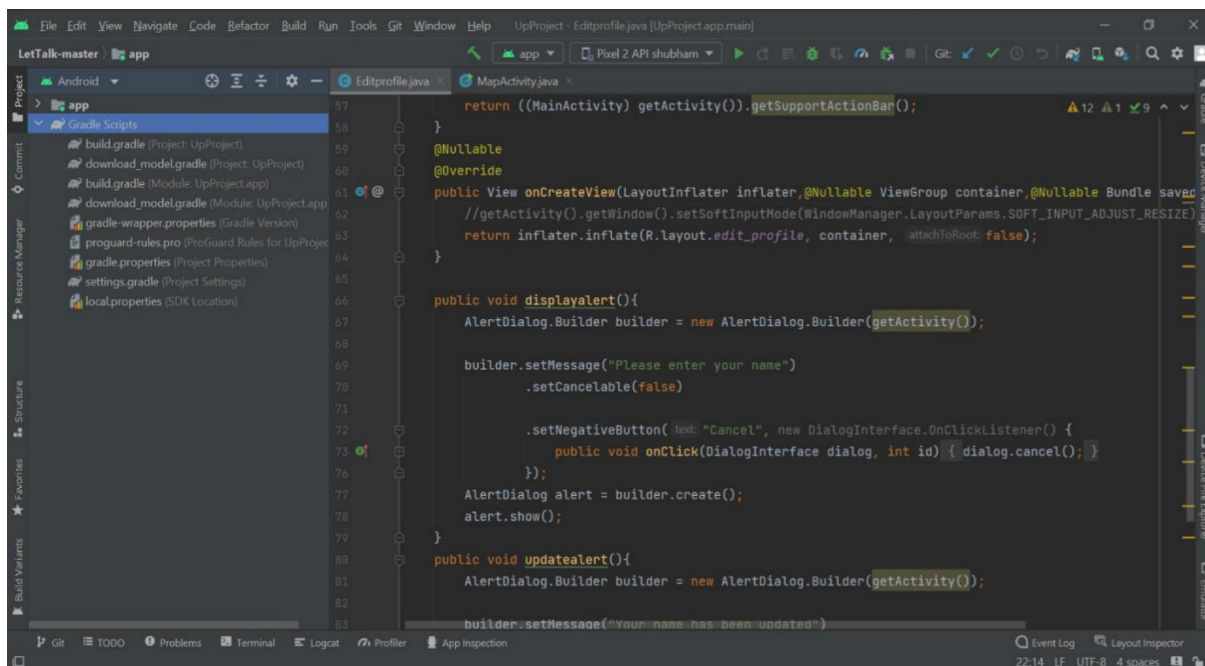 File Edit View Navigate Code Refactor Build Run Tools Git Window Help UpProject - Editprofile.java [UpProject.app.main]
LetTalk-master app
app Pixel 2 API shubham Git:
Project
Commit
Resource Manager
Structure
Favorites
Build Variants
Android
app
Gradle Scripts
build.gradle (Project: UpProject)
download_model.gradle (Project: UpProject)
build.gradle (Module: UpProject.app)
download_model.gradle (Module: UpProject.app
gradle-wrapper.properties (Gradle Version)
proguard-rules.pro (ProGuard Rules for UpProjec
gradle.properties (Project Properties)
settings.gradle (Project Settings)
local.properties (SDK Location)
Editprofile.java MapActivity.java
12 1 9
57 return ((MainActivity) getActivity()).getSupportActionBar();
58 }
59 @Nullable
60 @Override
61 @ public View onCreateView(LayoutInflater inflater,@Nullable ViewGroup container,@Nullable Bundle saved
62 //getActivity().getWindow().setSoftInputMode(WindowManager.LayoutParams.SOFT_INPUT_ADJUST_RESIZE)
63 return inflater.inflate(R.layout.edit_profile, container, attachToRoot: false);
64 }
65
66 public void displayalert(){
67 AlertDialog.Builder builder = new AlertDialog.Builder(getActivity());
68
69 builder.setMessage("Please enter your name")
70 .setCancelable(false)
71
72 .setNegativeButton( text: "Cancel", new DialogInterface.OnClickListener() {
73 public void onClick(DialogInterface dialog, int id) { dialog.cancel(); }
76 });
77 AlertDialog alert = builder.create();
78 alert.show();
79 }
80 public void updatealert(){
81 AlertDialog.Builder builder = new AlertDialog.Builder(getActivity());
82
83 builder.setMessage("Your name has been updated")
Device File Explorer
Emulator
Git TODO Problems Terminal Logcat Profiler App Inspection Event Log Layout Inspector
22:14 LF UTF-8 4 spaces